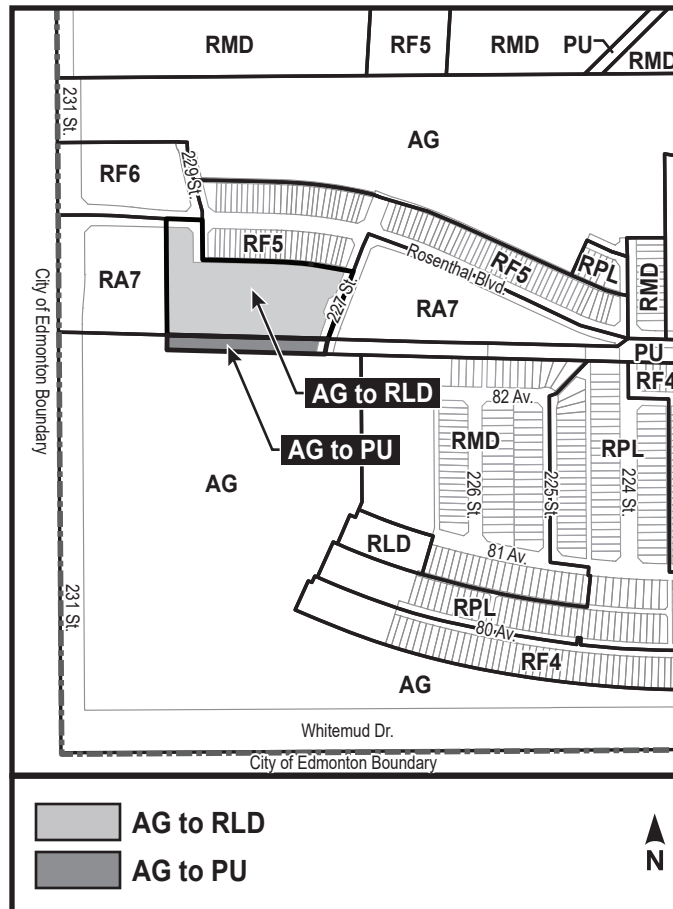 RMD
RF5
RMD
PU
RMD
231 St.
AG
RF6
229 St.
RF5
RF5
RPL
RMD
Rosenthal Blvd.
RA7
227 St.
RA7
PU
City of Edmonton Boundary
RF4
AG to RLD
82 Av.
AG to PU
RMD
RPL
AG
226 St.
225 St.
224 St.
RLD
81 Av.
231 St.
RPL
80 Av.
RF4
AG
Whitemud Dr.
City of Edmonton Boundary
AG to RLD
AG to PU
N